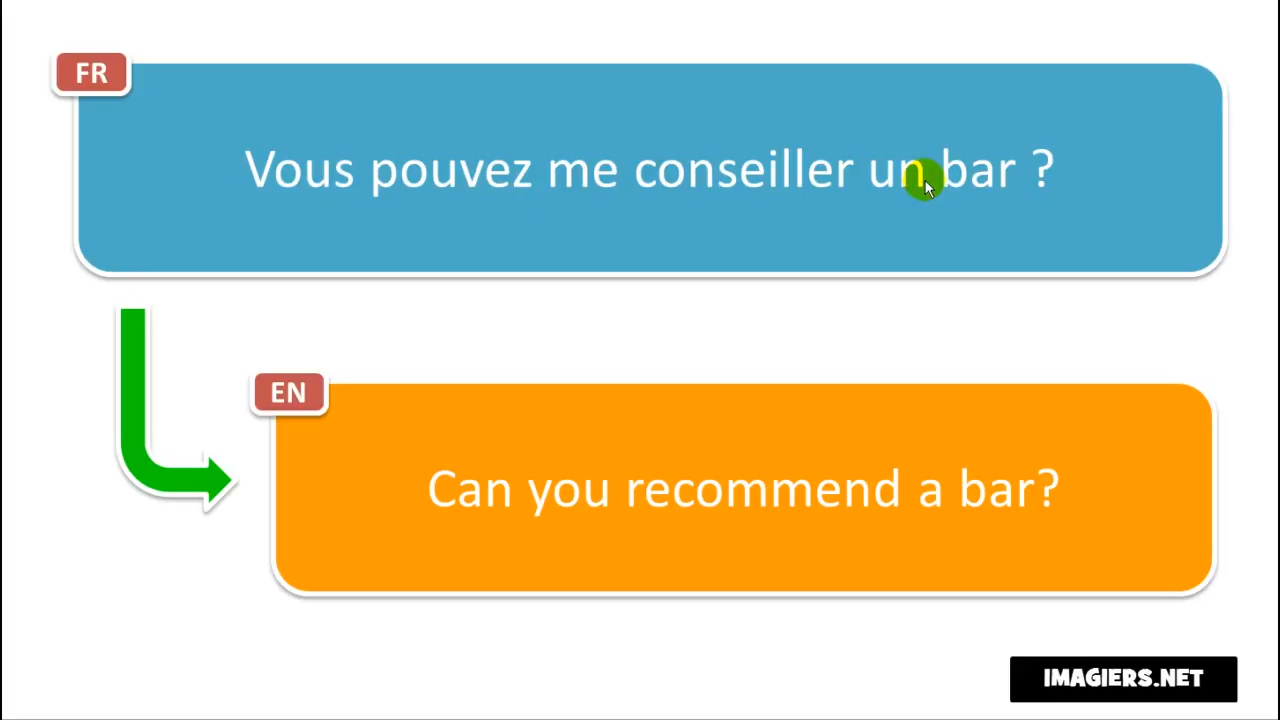 FR
Vous pouvez me conseiller un bar ?
EN
Can you recommend a bar?
IMAGIERS.NET